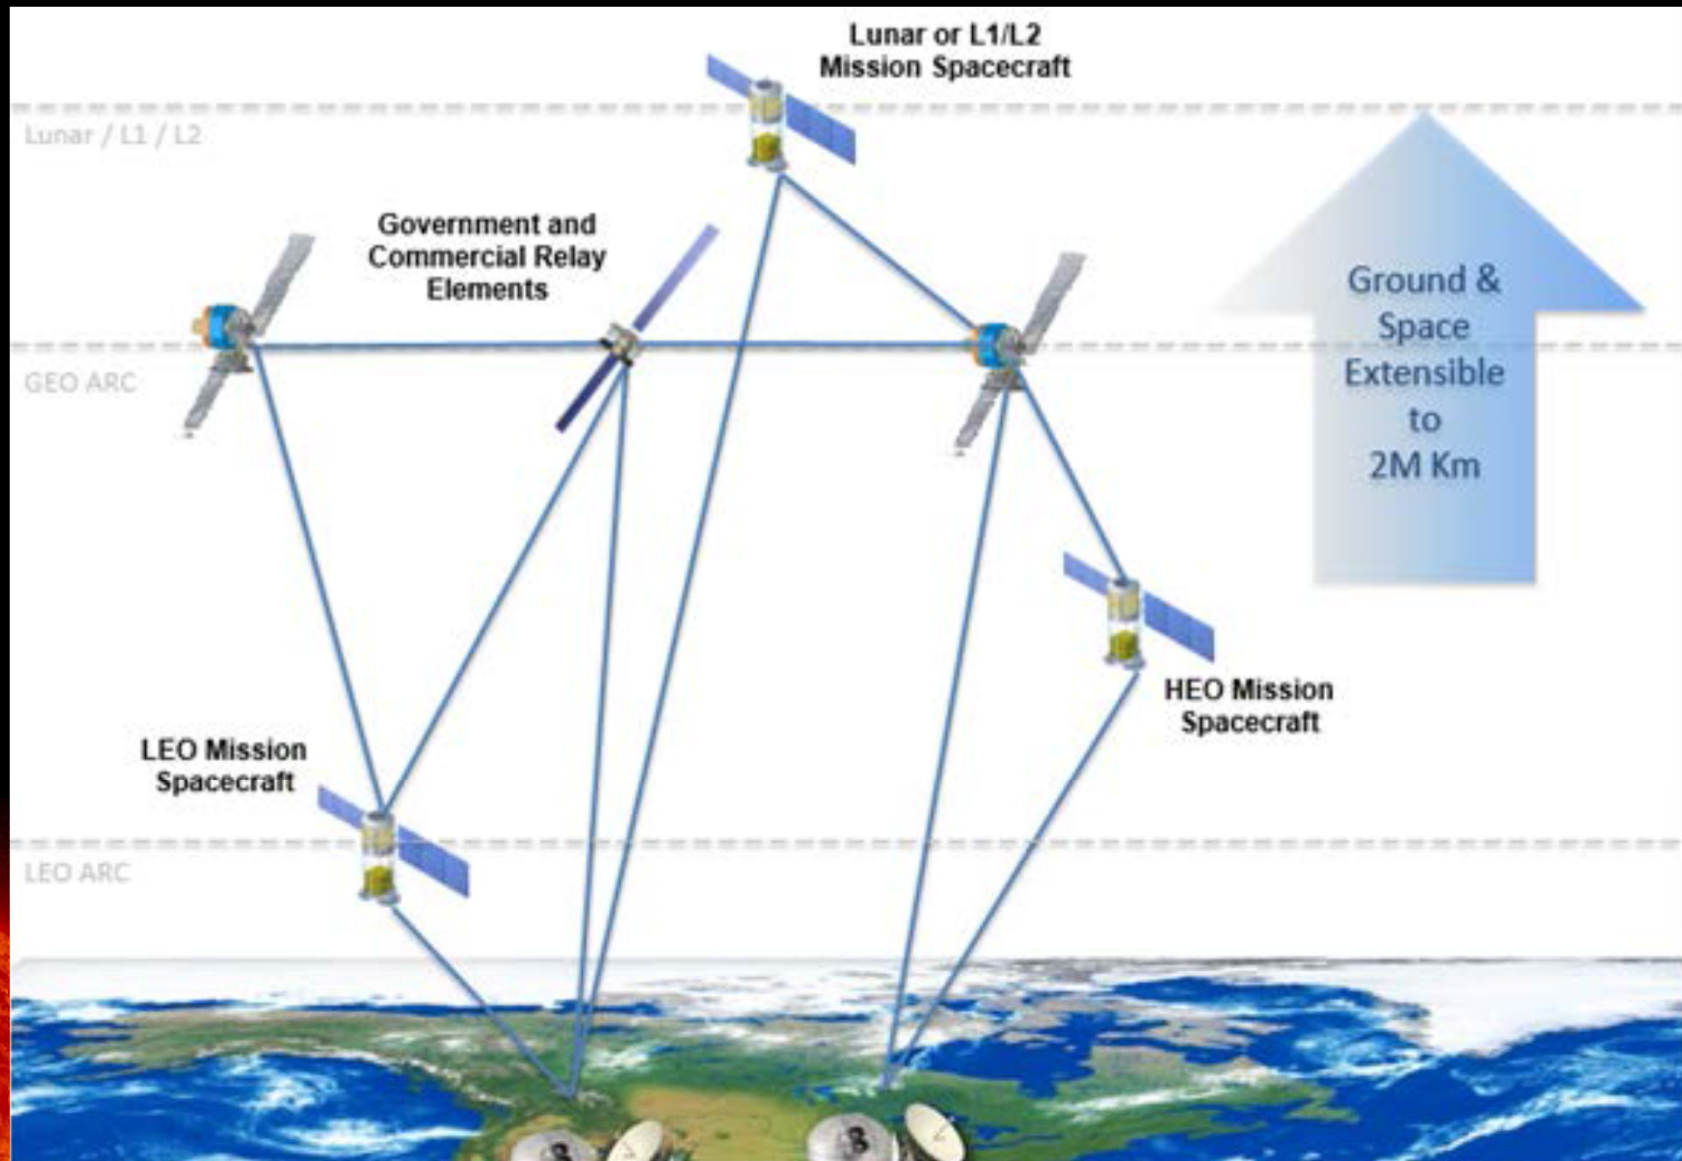 Lunar or L1/L2
Mission Spacecraft
Lunar / L1 / L2
Government and
Commercial Relay
Elements
Ground &
Space
Extensible
to
2M Km
GEO ARC
HEO Mission
Spacecraft
LEO Mission
Spacecraft
LEO ARC